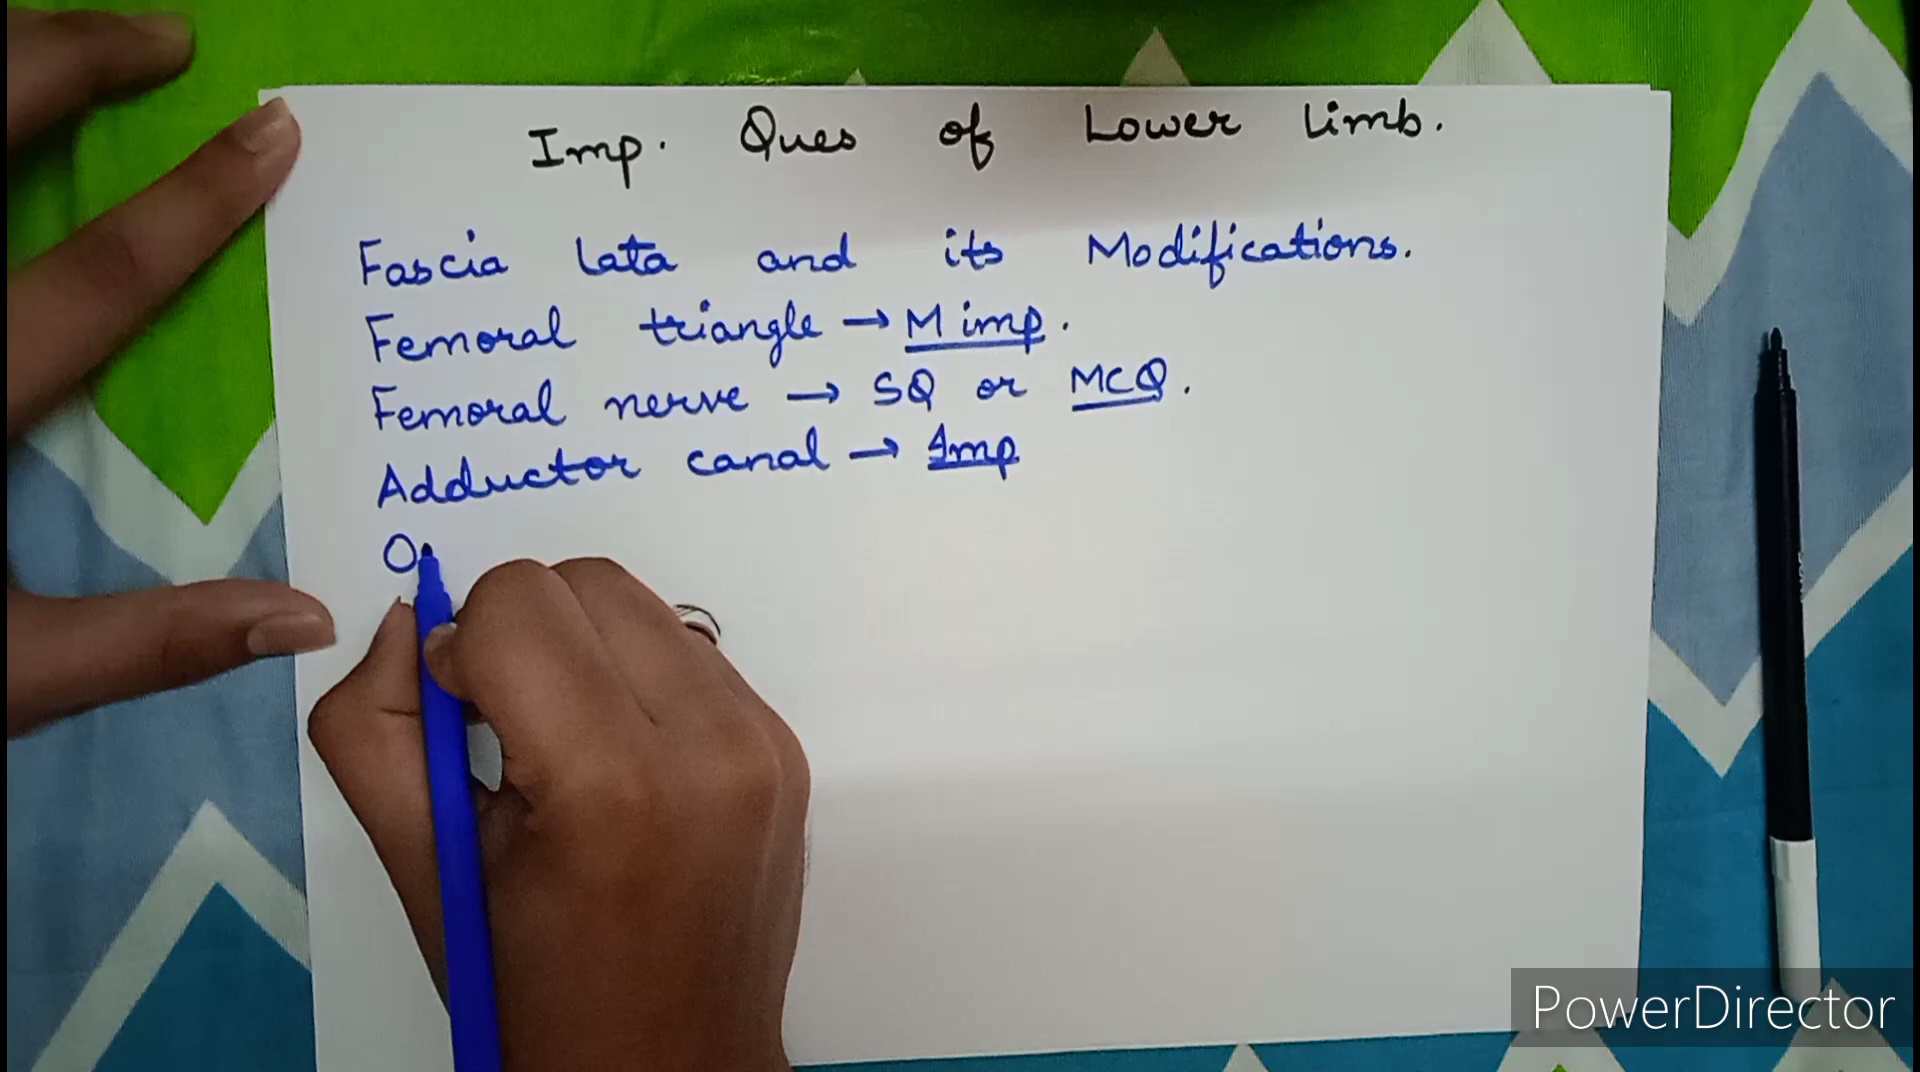 Imp. Ques of Lower limb.
Fascia lata and its Modifications.
Femoral triangle → M imp.
Femoral nerve → SQ or MCQ.
Adductor canal → Imp
O
PowerDirector